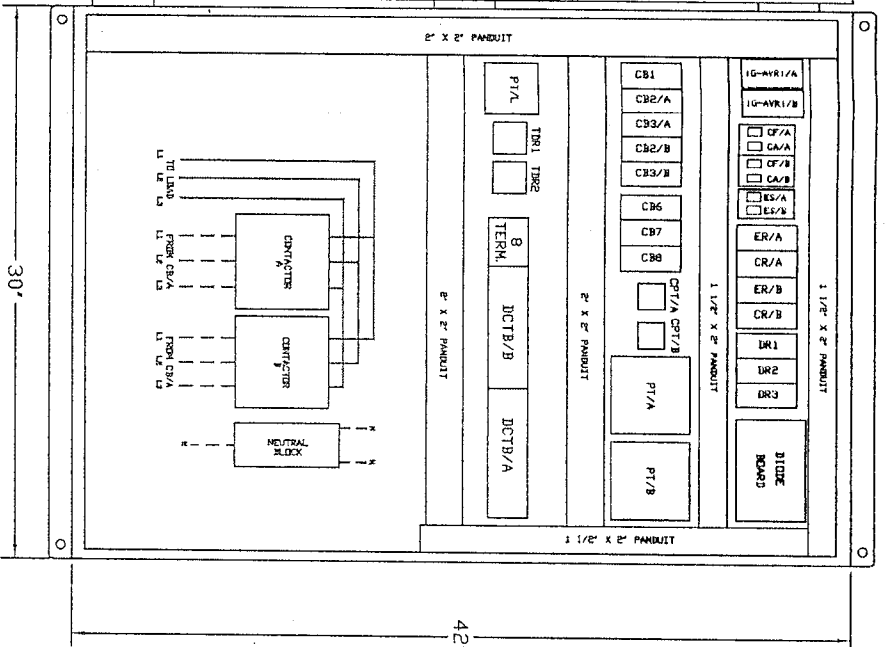 2" X 2" PANDUIT
IG-AVR1/A
IG-AVR1/B
CF/A
CA/A
CF/B
CA/B
ES/A
ES/B
ER/A
CR/A
ER/B
CR/B
DR1
DR2
DR3
DIODE
BOARD
1 1/2" X 2" PANDUIT
1 1/2" X 2" PANDUIT
CB1
CB2/A
CB3/A
CB2/B
CB3/B
CB6
CB7
CB8
CPT/A
CPT/B
PT/A
PT/B
2" X 2" PANDUIT
PT/L
TDR1
TDR2
8
TERM.
DCTB/B
DCTB/A
2" X 2" PANDUIT
L1 L2 L3
TO LOAD
CONTACTOR
A
L1 L2 L3
FROM CB/A
CONTACTOR
B
L1 L2 L3
FROM CB/A
NEUTRAL
BLOCK
N
N
N
1 1/2" X 2" PANDUIT
30"
42